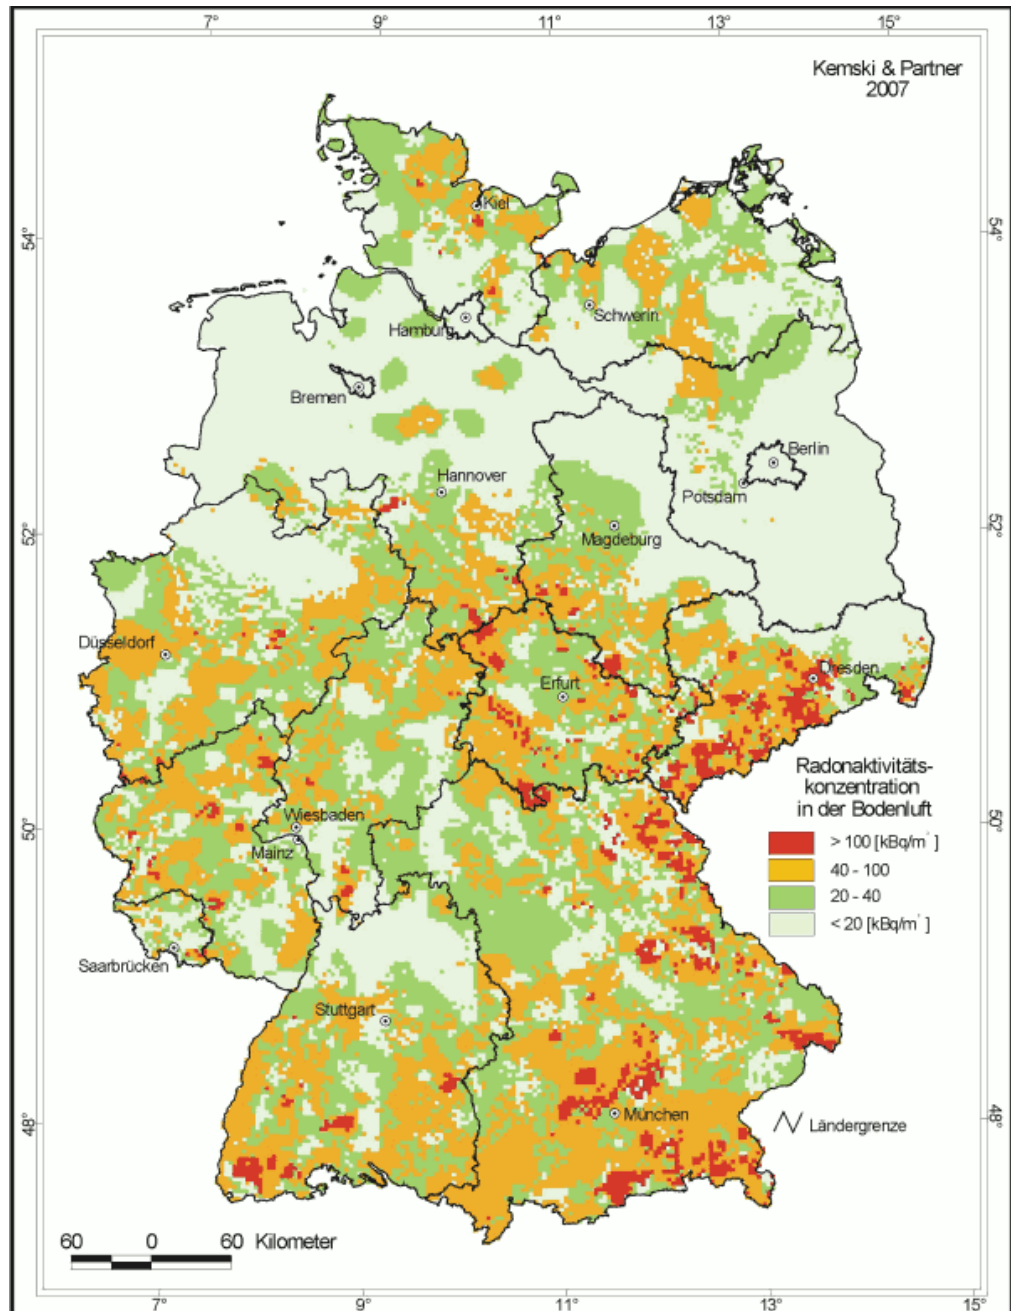 7°
9°
11°
13°
15°
Kemski & Partner
2007
54°
54°
Kiel
Schwerin
Hamburg
Bremen
Berlin
Hannover
Potsdam
52°
52°
Magdeburg
Düsseldorf
Dresden
Erfurt
Radonaktivitäts-
konzentration
in der Bodenluft
50°
50°
Wiesbaden
Mainz
> 100 [kBq/m³]
40 - 100
20 - 40
< 20 [kBq/m³]
Saarbrücken
Stuttgart
48°
48°
München
Ländergrenze
60 0 60 Kilometer
7°
9°
11°
13°
15°